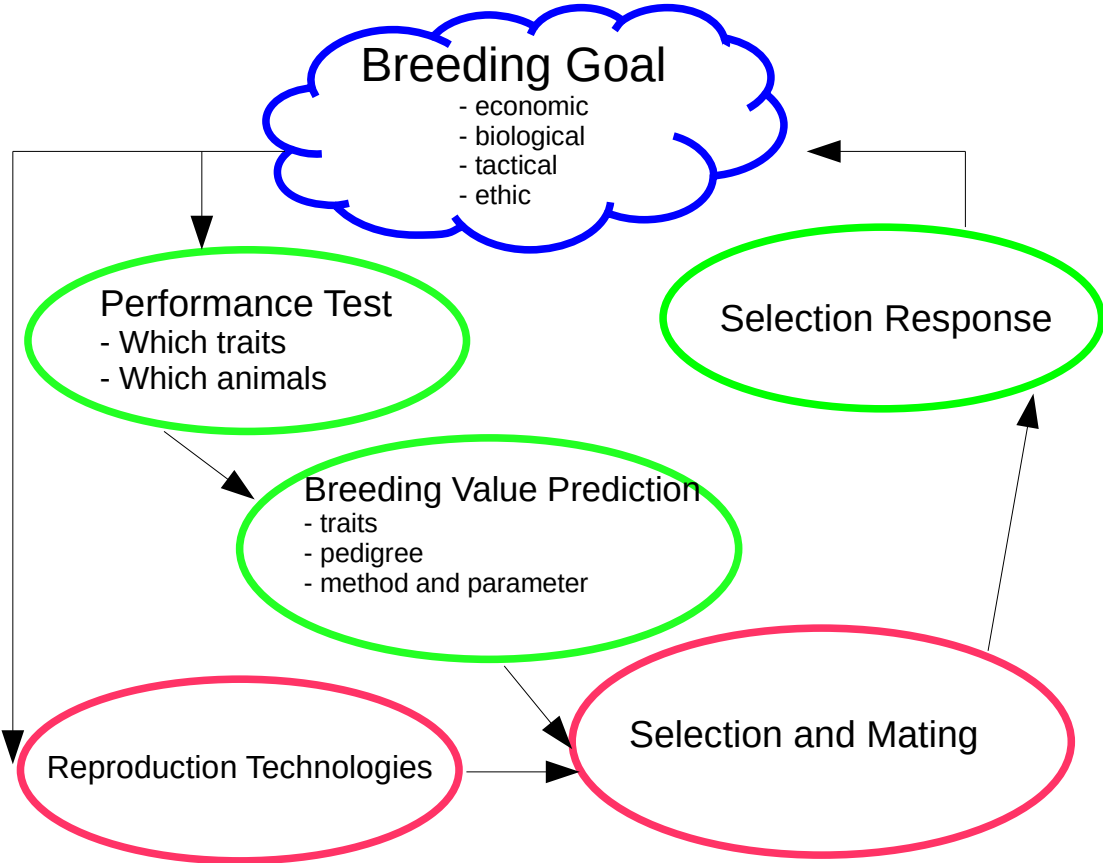 Breeding Goal
- economic
- biological
- tactical
- ethic
Performance Test
- Which traits
- Which animals
Selection Response
Breeding Value Prediction
- traits
- pedigree
- method and parameter
Selection and Mating
Reproduction Technologies